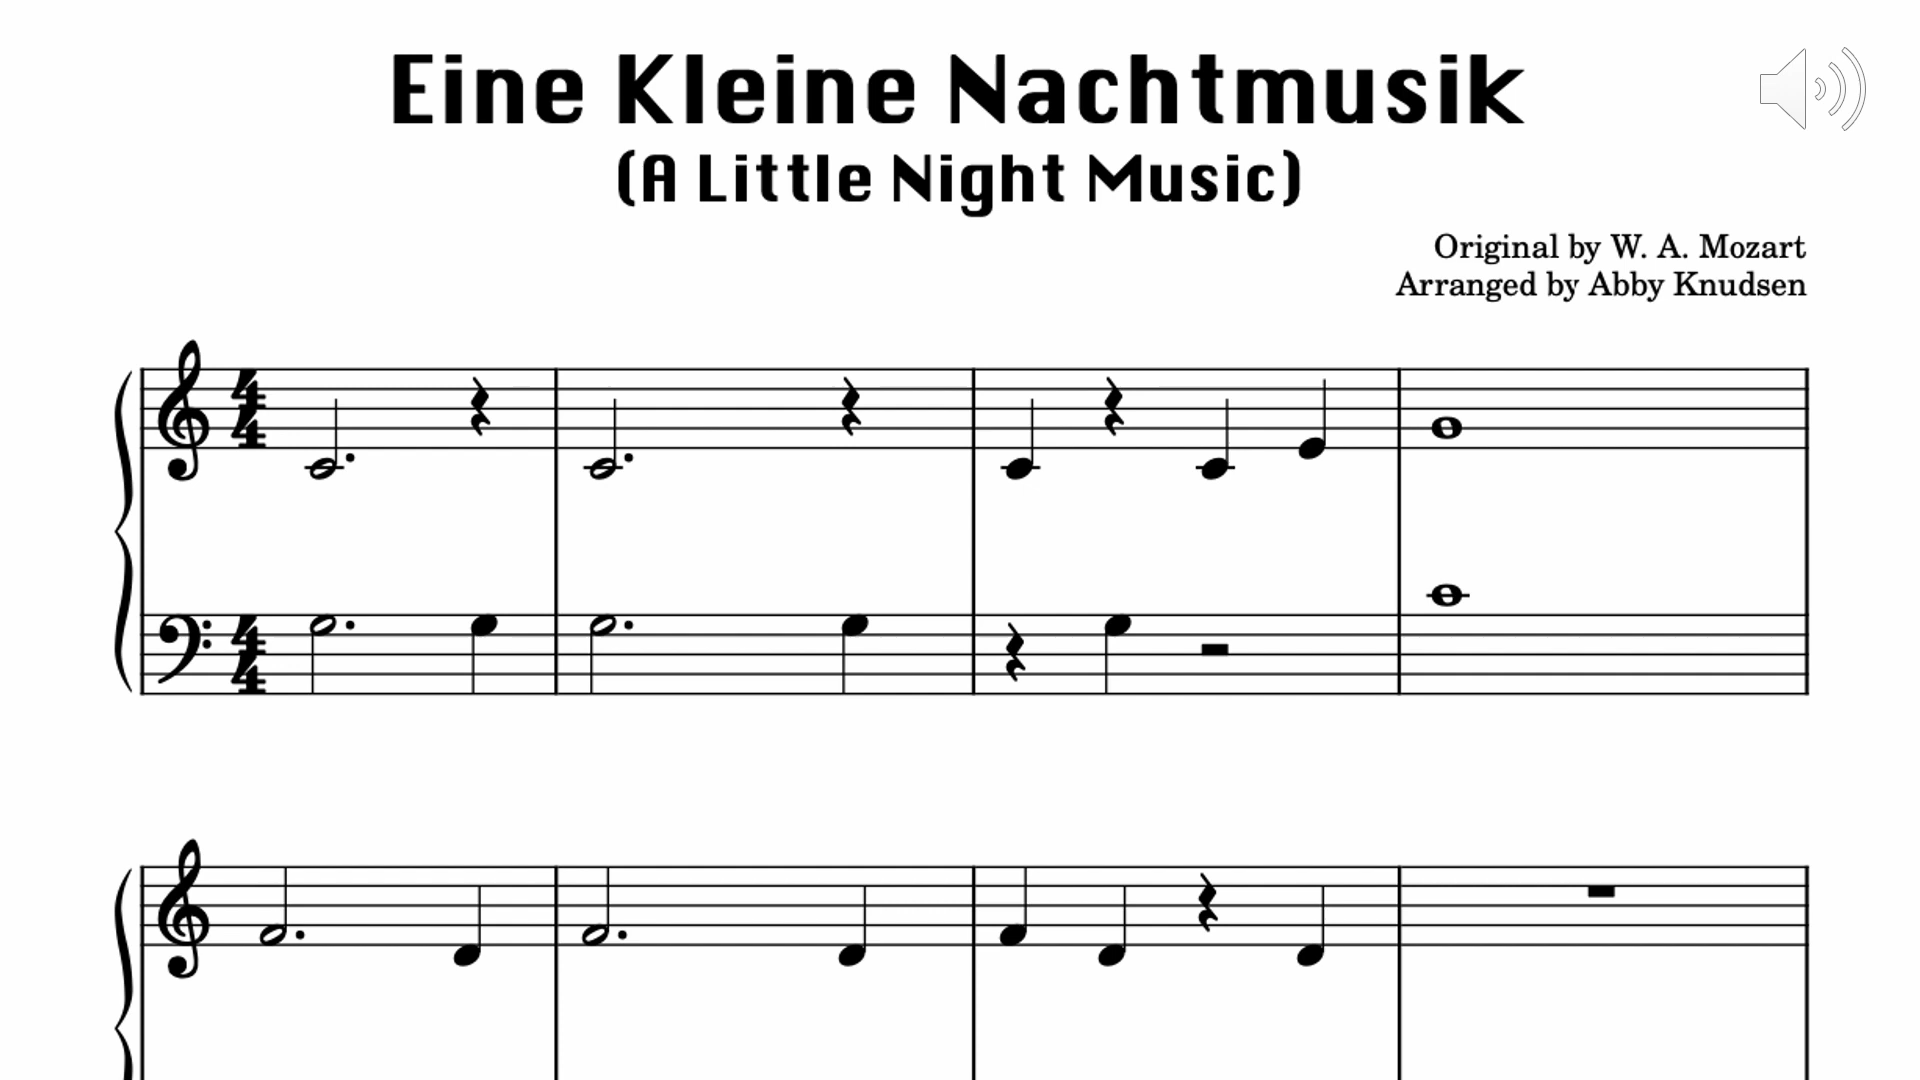 Eine Kleine Nachtmusik
(A Little Night Music)
Original by W. A. Mozart
Arranged by Abby Knudsen